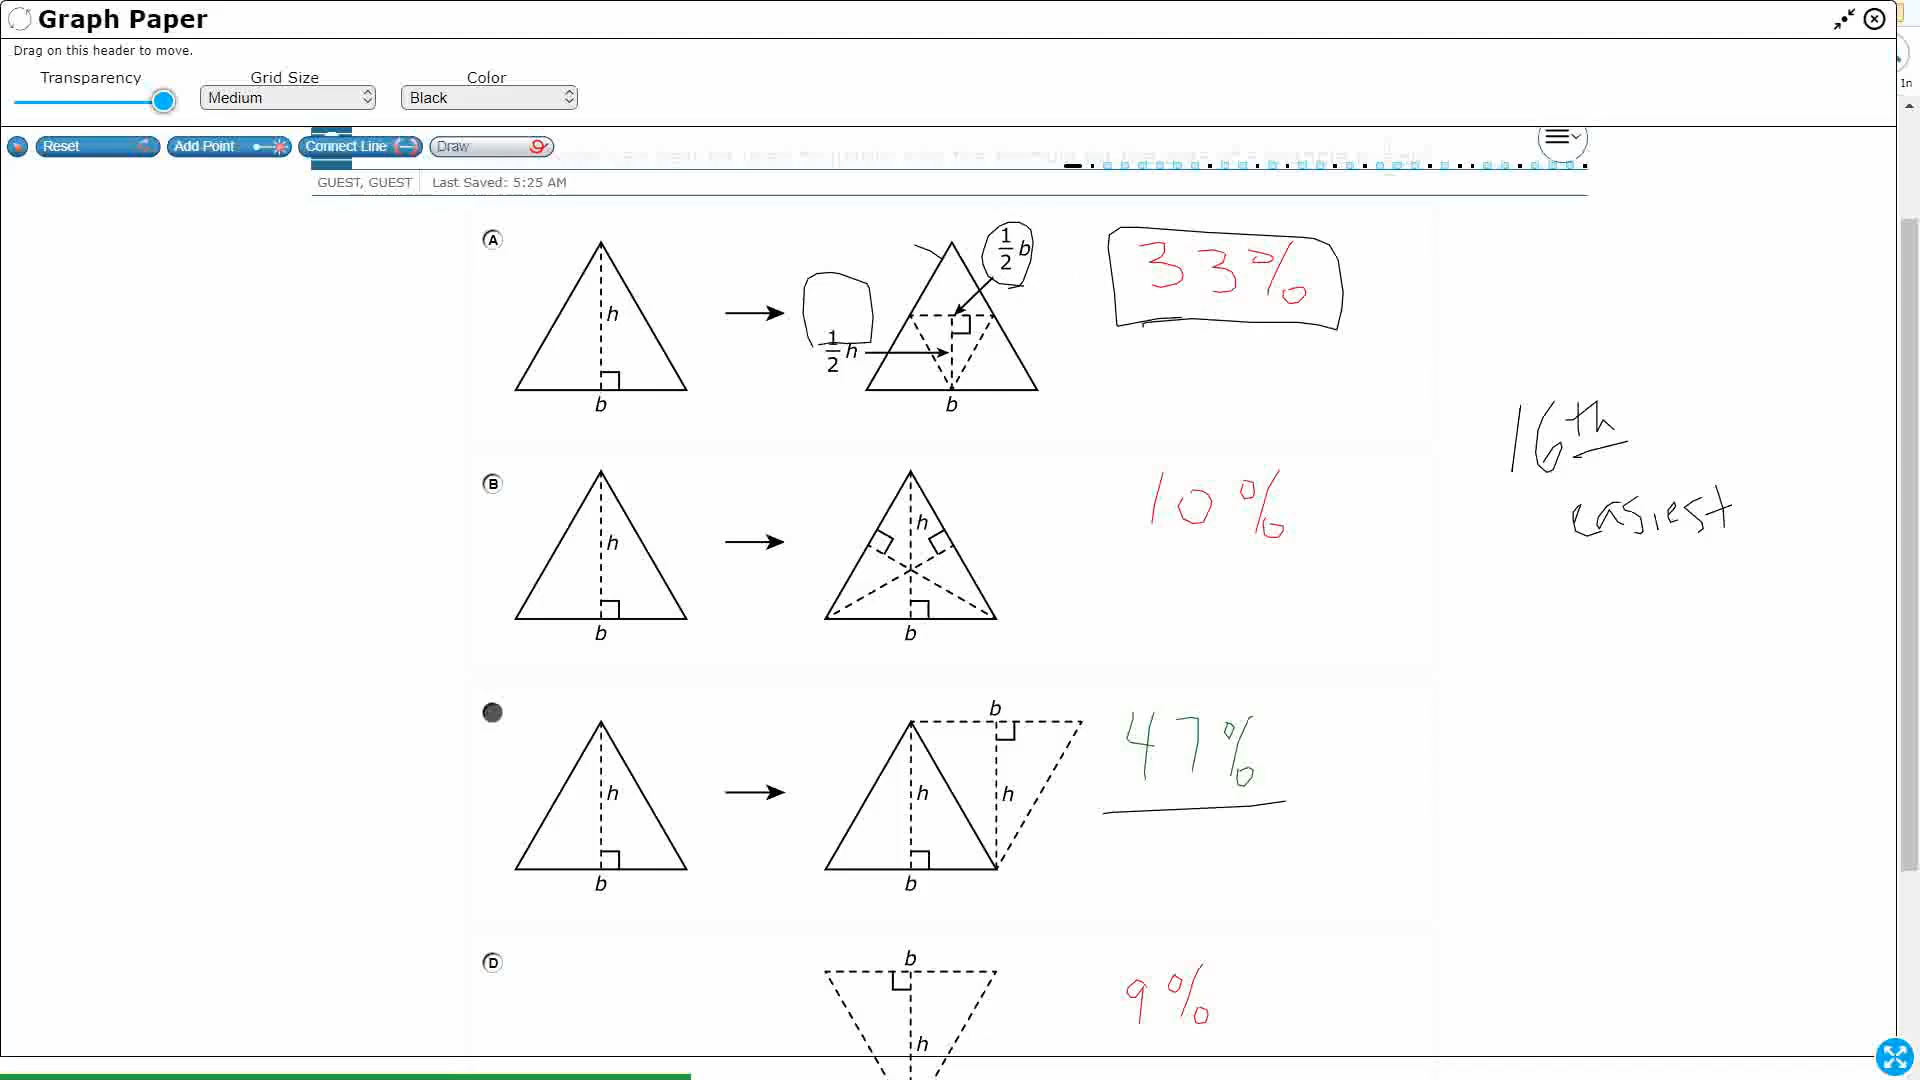 Graph Paper
Drag on this header to move.
Transparency
Grid Size
Color
Medium
Black
Reset
Add Point
Connect Line
Draw
In
GUEST, GUEST
Last Saved: 5:25 AM
A
h
b
1/2 b
1/2 h
b
33%
16th
easiest
B
h
b
h
b
10%
h
b
b
h
h
b
47%
D
b
h
9%